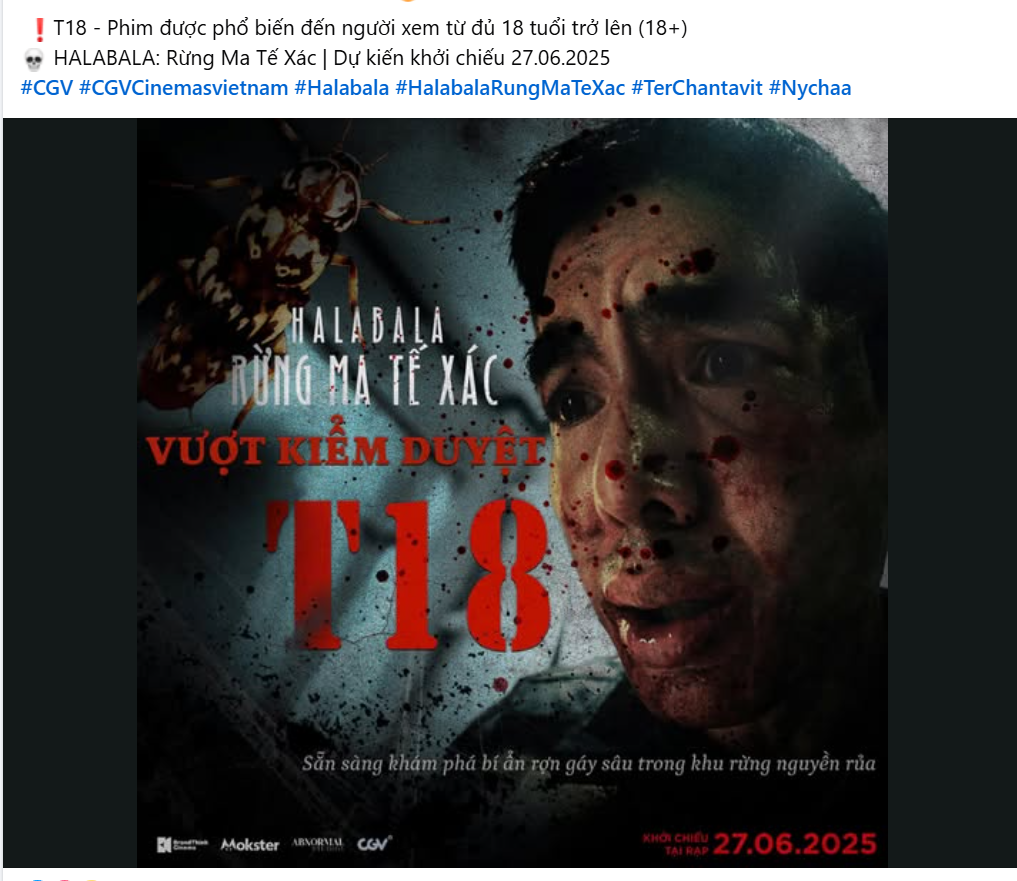 ❗T18 - Phim được phổ biến đến người xem từ đủ 18 tuổi trở lên (18+)
💀 HALABALA: Rừng Ma Tế Xác | Dự kiến khởi chiếu 27.06.2025
#CGV #CGVCinemasvietnam #Halabala #HalabalaRungMaTeXac #TerChantavit #Nychaa
HALABALA
RỪNG MA TẾ XÁC
VƯỢT KIỂM DUYỆT
T18
Sẵn sàng khám phá bí ẩn rợn gáy sâu trong khu rừng nguyền rủa
BrandThink Cinema Mokster ABNORMAL CGV
KHỞI CHIẾU TẠI RẠP 27.06.2025